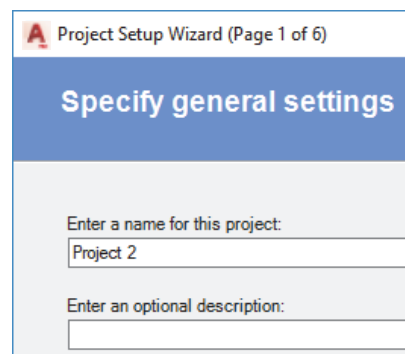 Project Setup Wizard (Page 1 of 6)
Specify general settings
Enter a name for this project:
Project 2
Enter an optional description: